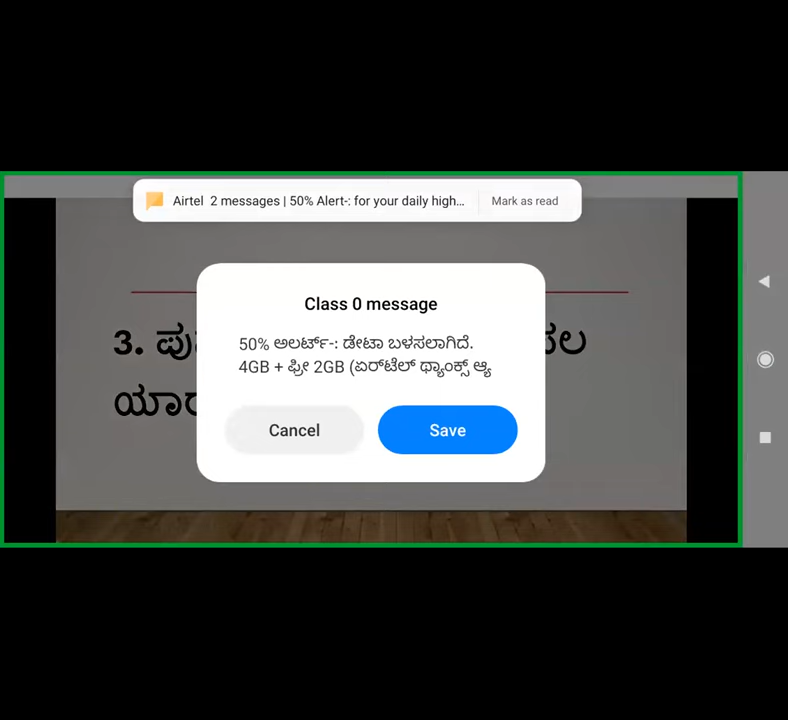 Airtel 2 messages | 50% Alert-: for your daily high...
Mark as read
Class 0 message
50% ಅಲರ್ಟ್-: ಡೇಟಾ ಬಳಸಲಾಗಿದೆ.
4GB + ಫ್ರೀ 2GB (ಏರ್‌ಟೆಲ್ ಥ್ಯಾಂಕ್ಸ್ ಆ್ಯ
Cancel
Save
3.